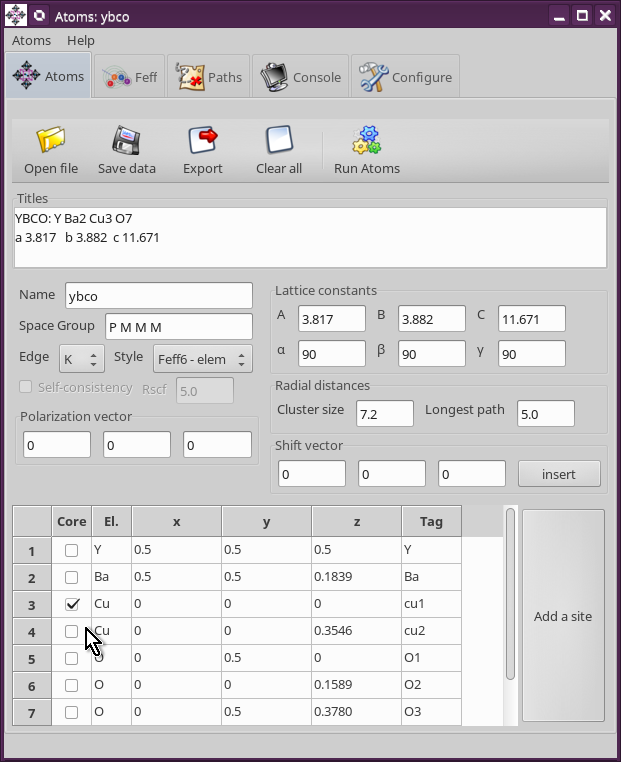 Atoms: ybco
Atoms Help
Atoms Feff Paths Console Configure
Open file Save data Export Clear all Run Atoms
Titles
YBCO: Y Ba2 Cu3 O7
a 3.817 b 3.882 c 11.671
Name ybco
Space Group P M M M
Edge K Style Feff6 - elem
Self-consistency Rscf 5.0
Polarization vector
0 0 0
Lattice constants
A 3.817 B 3.882 C 11.671
α 90 β 90 γ 90
Radial distances
Cluster size 7.2 Longest path 5.0
Shift vector
0 0 0 insert
Core El. x y z Tag
1 Y 0.5 0.5 0.5 Y
2 Ba 0.5 0.5 0.1839 Ba
3 Cu 0 0 0 cu1
4 Cu 0 0 0.3546 cu2
5 O 0 0.5 0 O1
6 O 0 0 0.1589 O2
7 O 0 0.5 0.3780 O3
Add a site